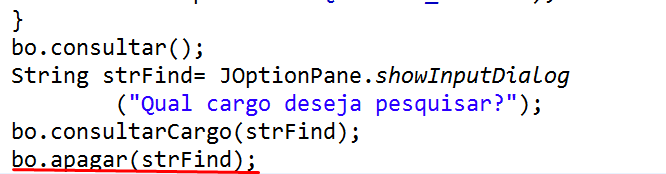 }
bo.consultar();
String strFind= JOptionPane.showInputDialog
("Qual cargo deseja pesquisar?");
bo.consultarCargo(strFind);
bo.apagar(strFind);